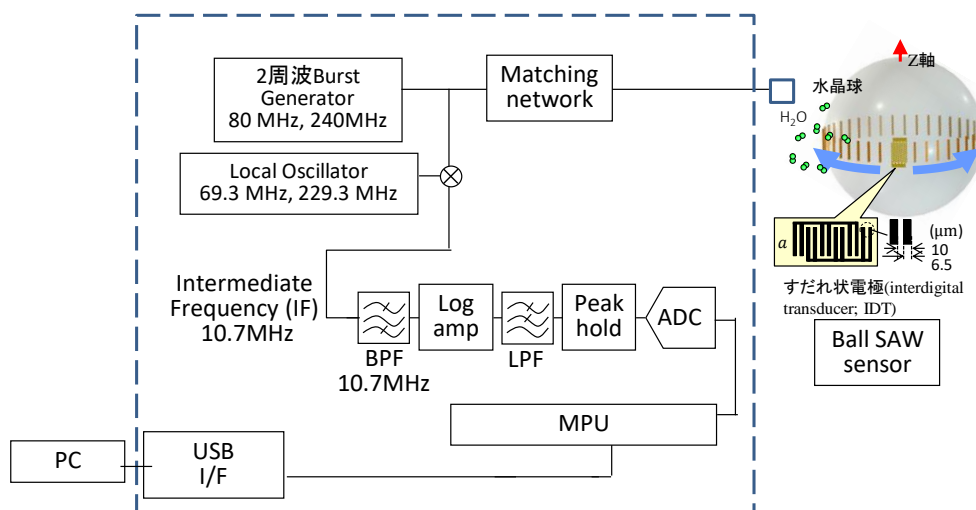 2周波Burst
Generator
80 MHz, 240MHz
Matching
network
Z軸
水晶球
H₂O
Local Oscillator
69.3 MHz, 229.3 MHz
a
(μm)
10
6.5
Intermediate
Frequency (IF)
10.7MHz
すだれ状電極(interdigital
transducer; IDT)
Log
amp
Peak
hold
ADC
BPF
10.7MHz
LPF
Ball SAW
sensor
MPU
PC
USB
I/F